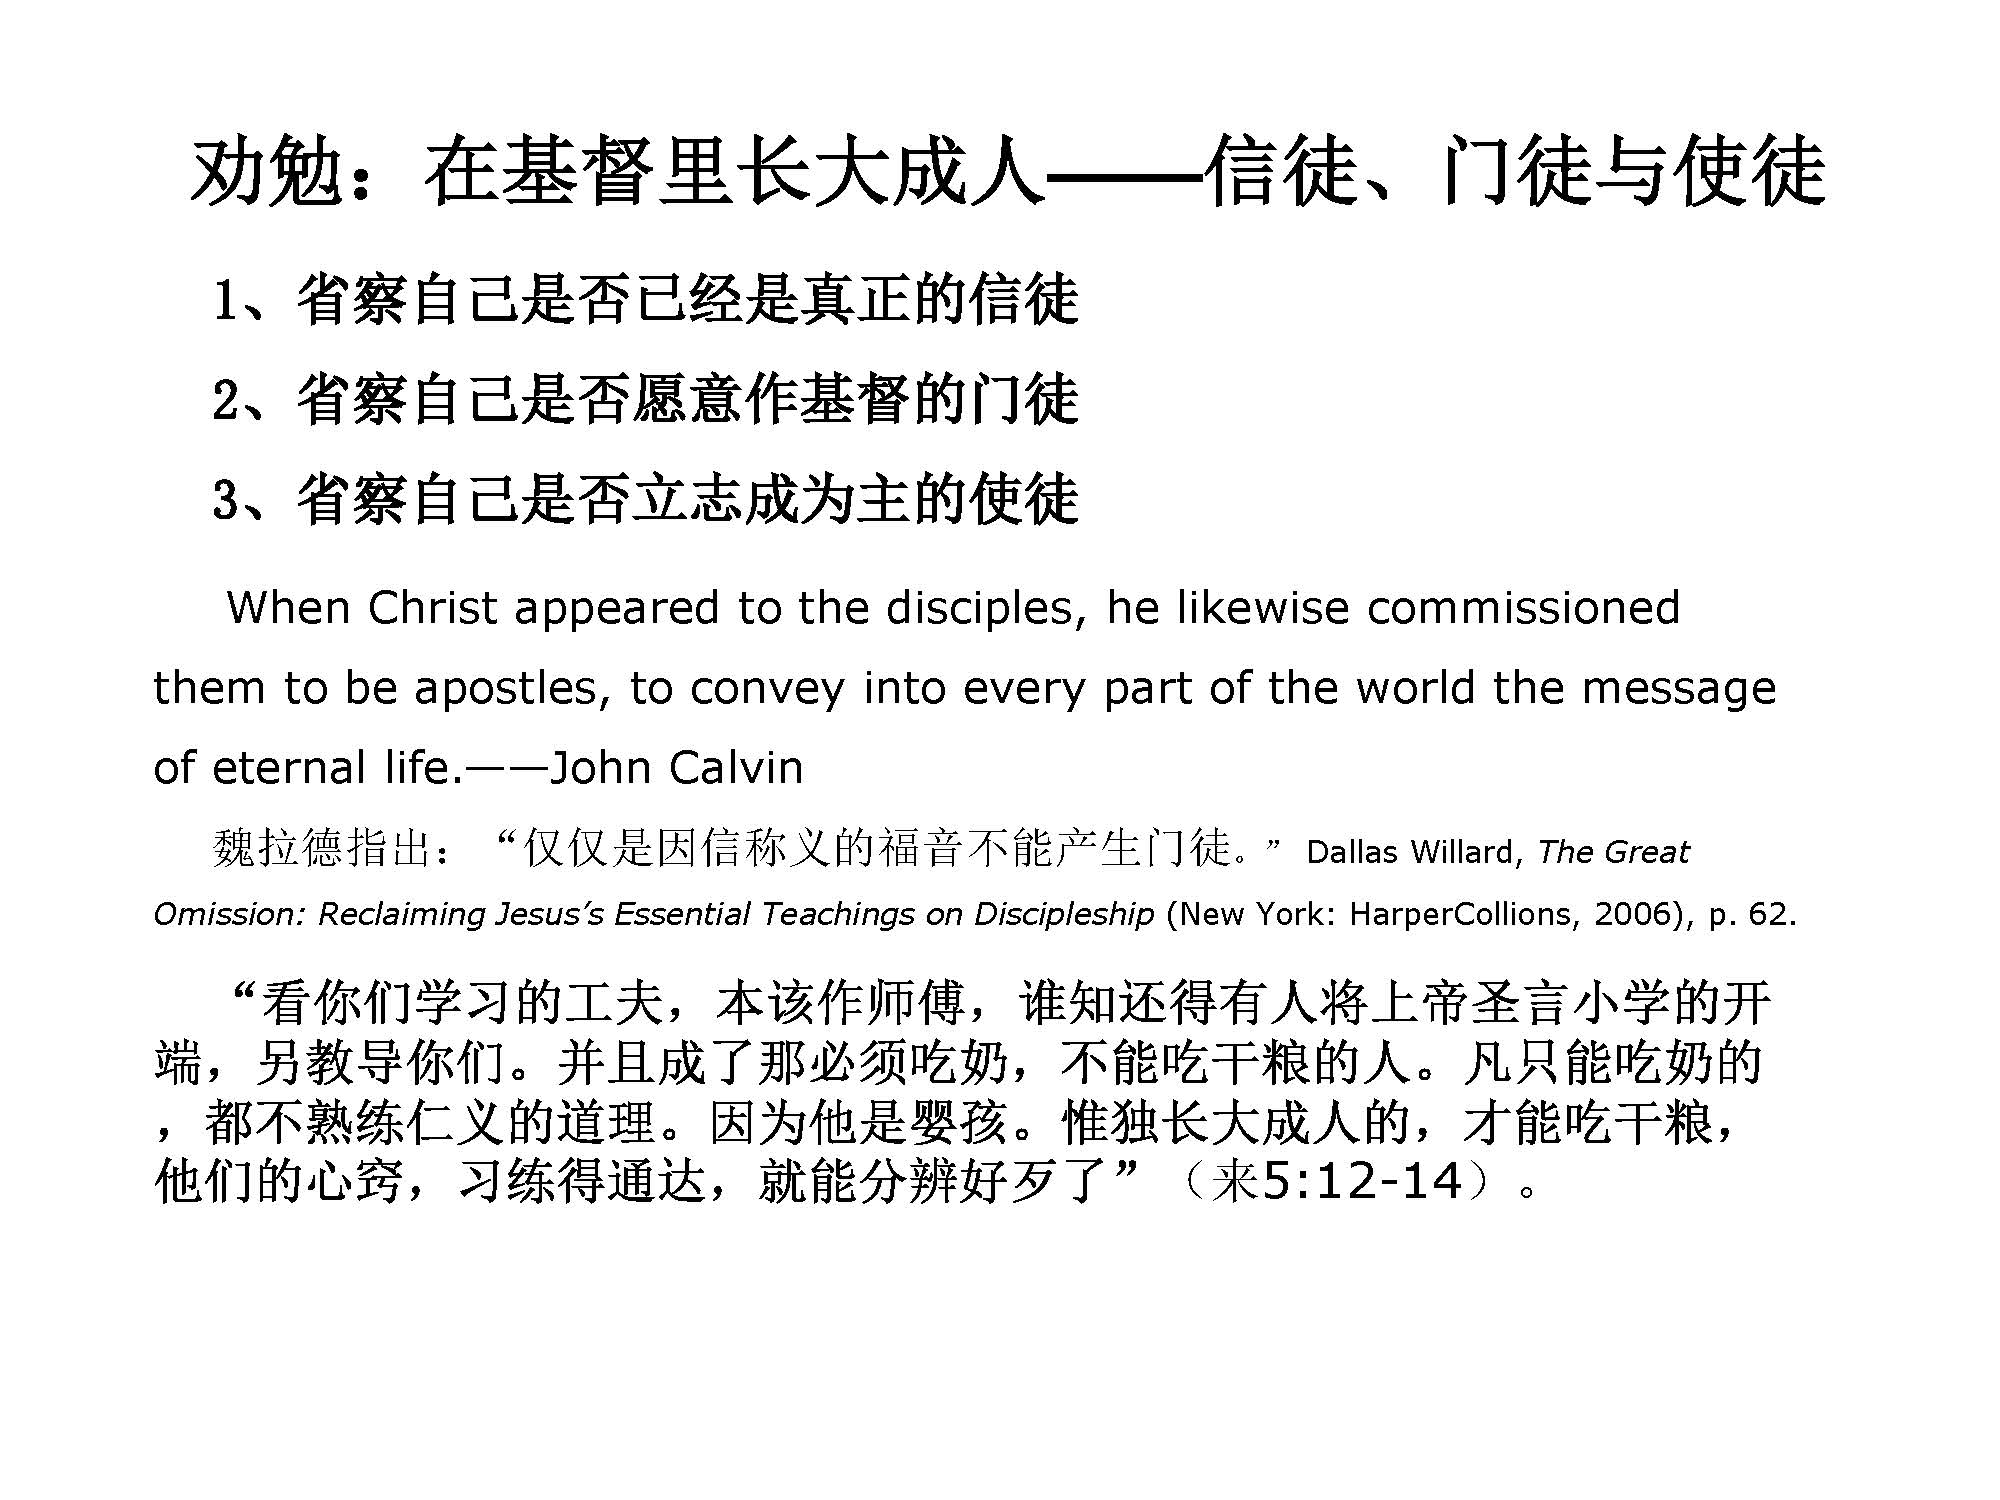 劝勉：在基督里长大成人——信徒、门徒与使徒
1、省察自己是否已经是真正的信徒
2、省察自己是否愿意作基督的门徒
3、省察自己是否立志成为主的使徒
When Christ appeared to the disciples, he likewise commissioned
them to be apostles, to convey into every part of the world the message
of eternal life.——John Calvin
魏拉德指出：“仅仅是因信称义的福音不能产生门徒。” Dallas Willard, The Great
Omission: Reclaiming Jesus’s Essential Teachings on Discipleship (New York: HarperCollions, 2006), p. 62.
“看你们学习的工夫，本该作师傅，谁知还得有人将上帝圣言小学的开
端，另教导你们。并且成了那必须吃奶，不能吃干粮的人。凡只能吃奶的
，都不熟练仁义的道理。因为他是婴孩。惟独长大成人的，才能吃干粮，
他们的心窍，习练得通达，就能分辨好歹了”（来5:12-14）。